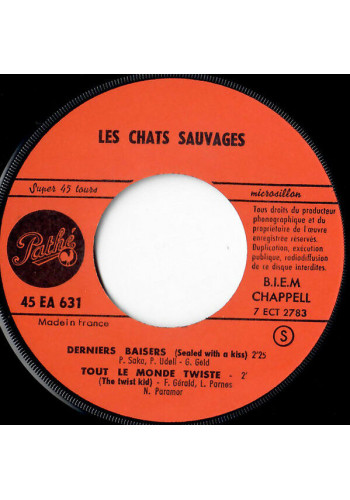 LES CHATS SAUVAGES
Super 45 tours
microsillon
Pathé
45 EA 631
Made in France
Tous droits du producteur
phonographique et du
propriétaire de l'œuvre
enregistrée réservés.
Duplication, exécution
publique, radiodiffusion
de ce disque interdites.
B.I.E.M
CHAPPELL
7 ECT 2783
S
DERNIERS BAISERS (Sealed with a kiss) 2'25
P. Saka, P. Udell - G. Geld
TOUT LE MONDE TWISTE - 2'
(The twist kid) - F. Gérald, L. Pornes
N. Paramor